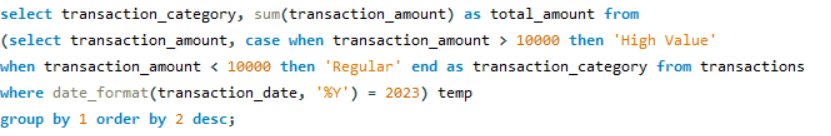 select transaction_category, sum(transaction_amount) as total_amount from
(select transaction_amount, case when transaction_amount > 10000 then 'High Value'
when transaction_amount < 10000 then 'Regular' end as transaction_category from transactions
where date_format(transaction_date, '%Y') = 2023) temp
group by 1 order by 2 desc;